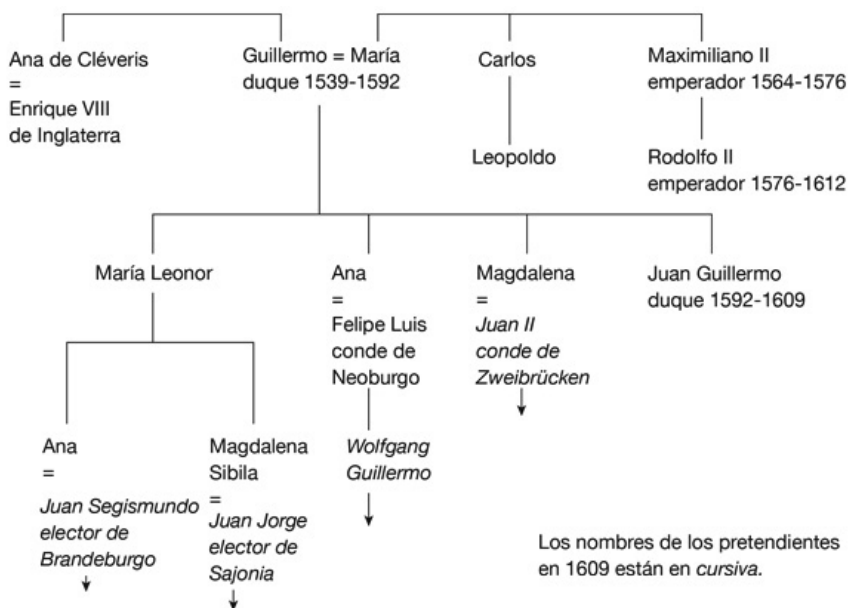 Ana de Cléveris
=
Enrique VIII
de Inglaterra
Guillermo = María
duque 1539-1592
Carlos
Leopoldo
Maximiliano II
emperador 1564-1576
Rodolfo II
emperador 1576-1612
María Leonor
Ana
=
Felipe Luis
conde de
Neoburgo
Magdalena
=
Juan II
conde de
Zweibrücken
Juan Guillermo
duque 1592-1609
Ana
=
Juan Segismundo
elector de
Brandeburgo
Magdalena
Sibila
=
Juan Jorge
elector de
Sajonia
Wolfgang
Guillermo
Los nombres de los pretendientes
en 1609 están en cursiva.